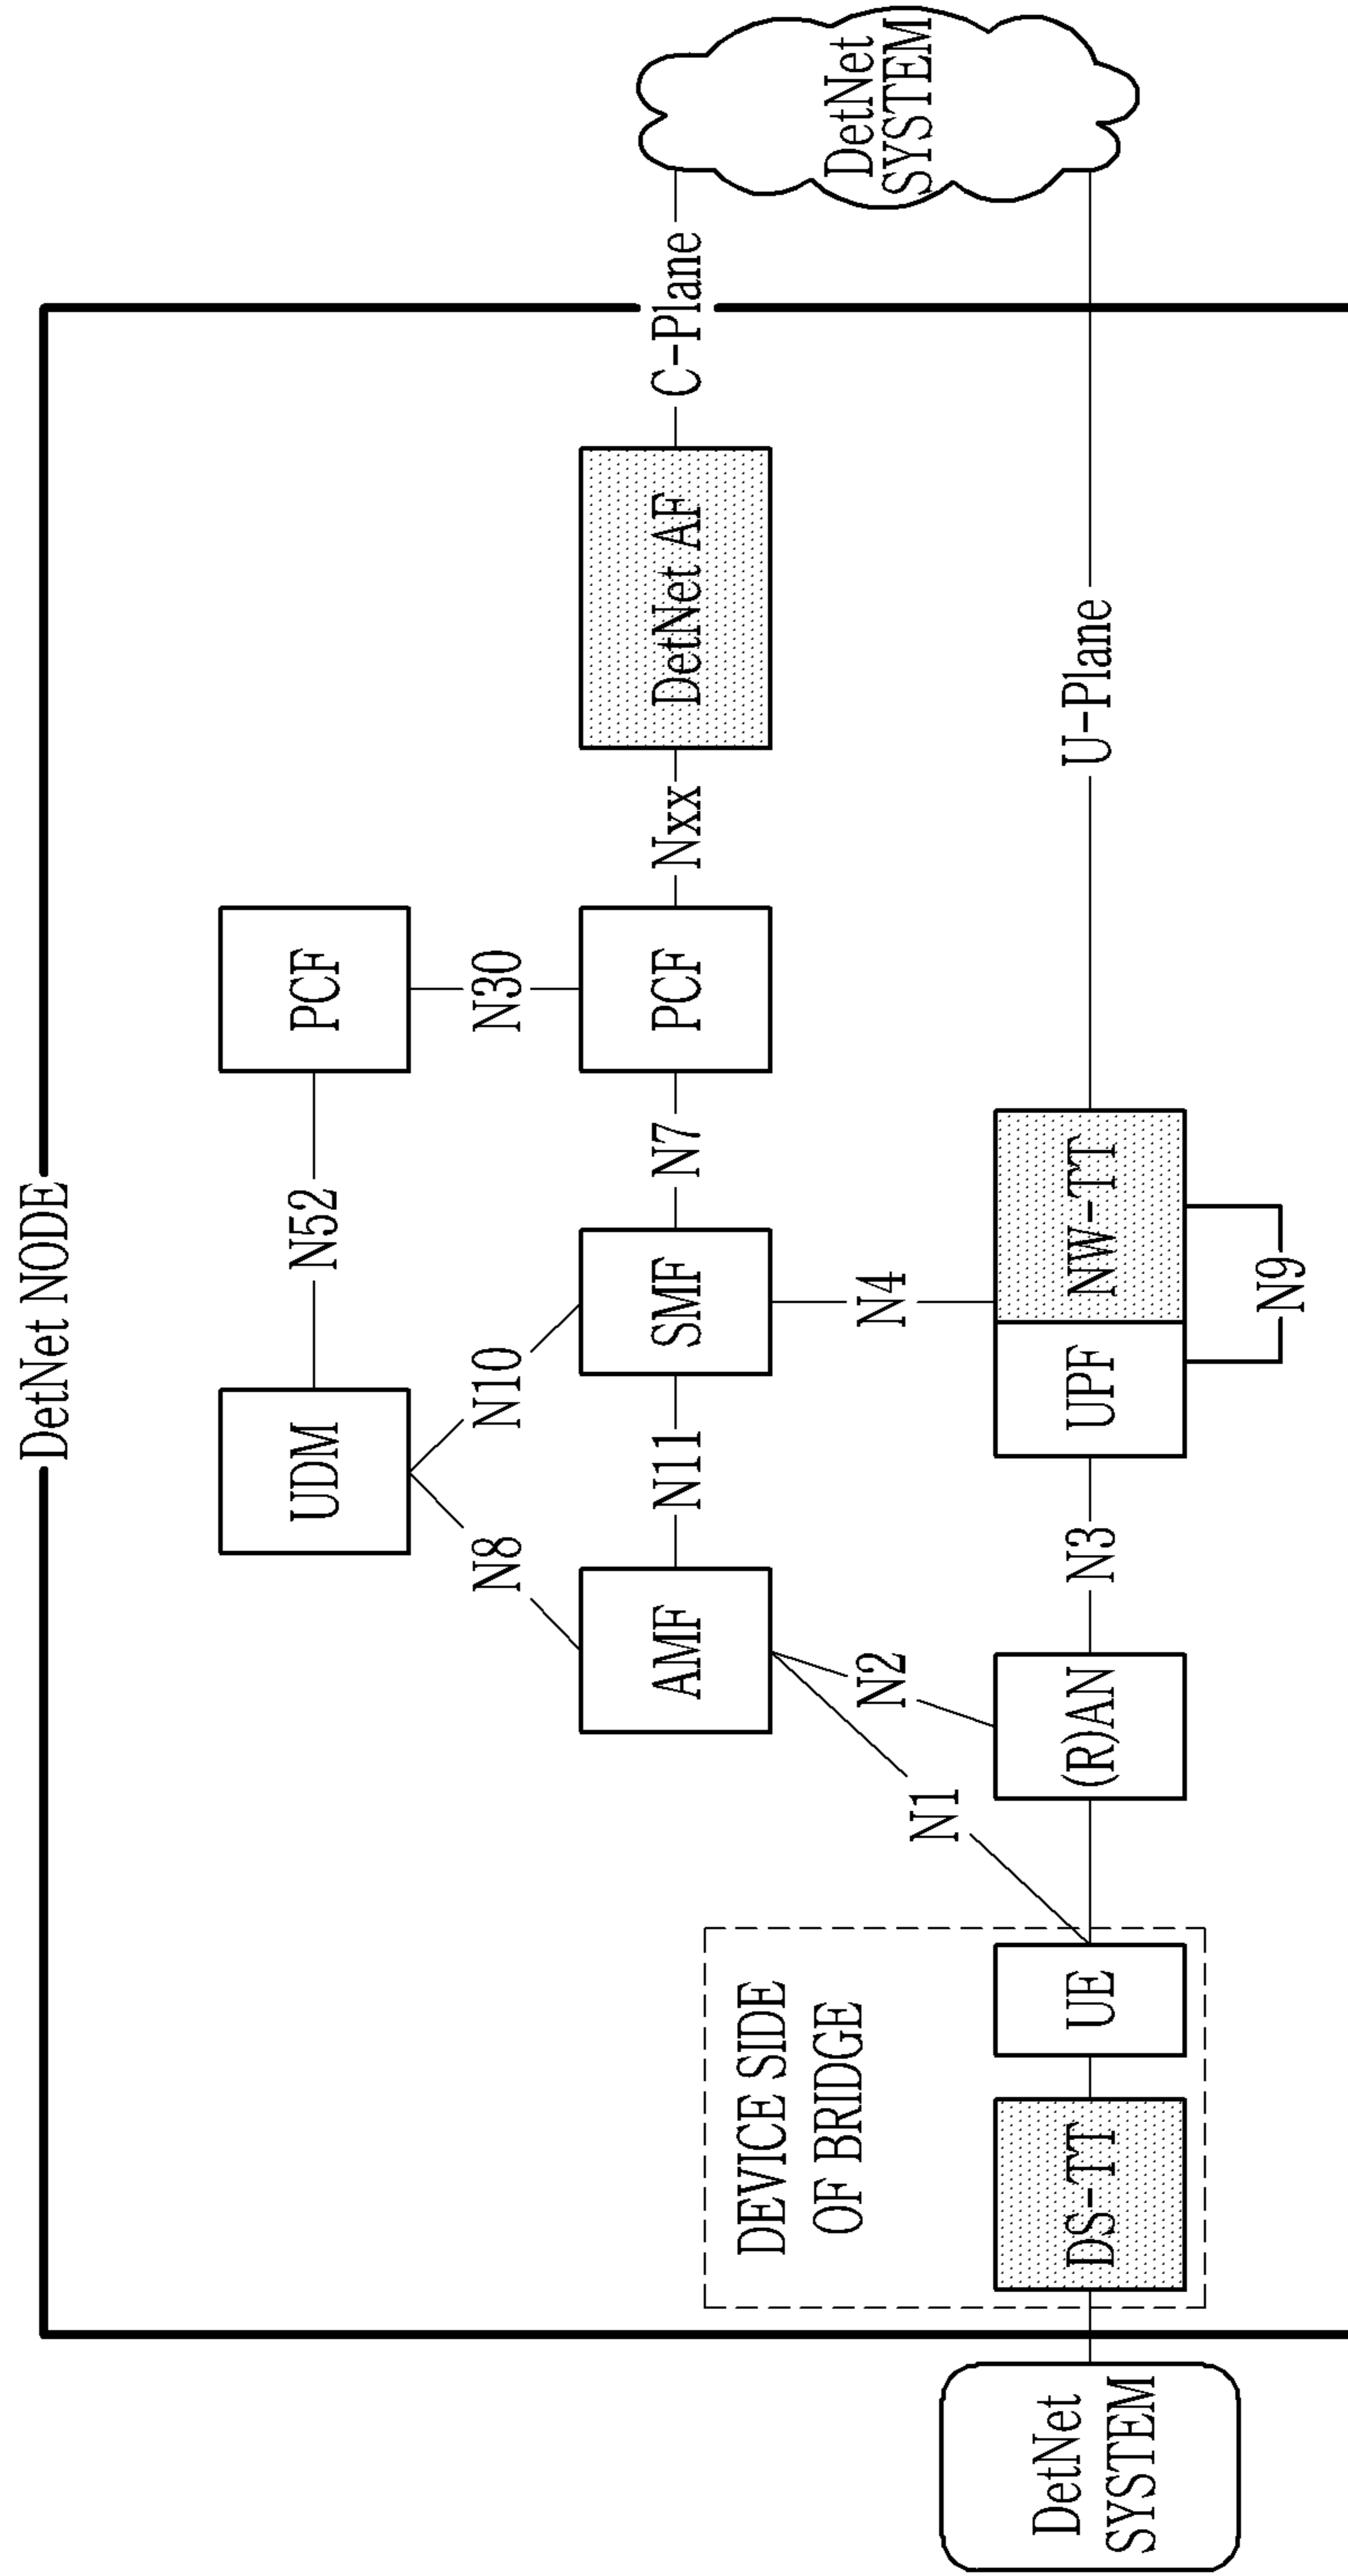 DetNet NODE
UDM
N52
PCF
N8
N10
N30
AMF
N11
SMF
N7
PCF
Nxx
DetNet AF
C-Plane
DetNet
SYSTEM
DEVICE SIDE
OF BRIDGE
N1
N2
N4
DetNet
SYSTEM
DS-TT
UE
(R)AN
N3
UPF
NW-TT
U-Plane
N9